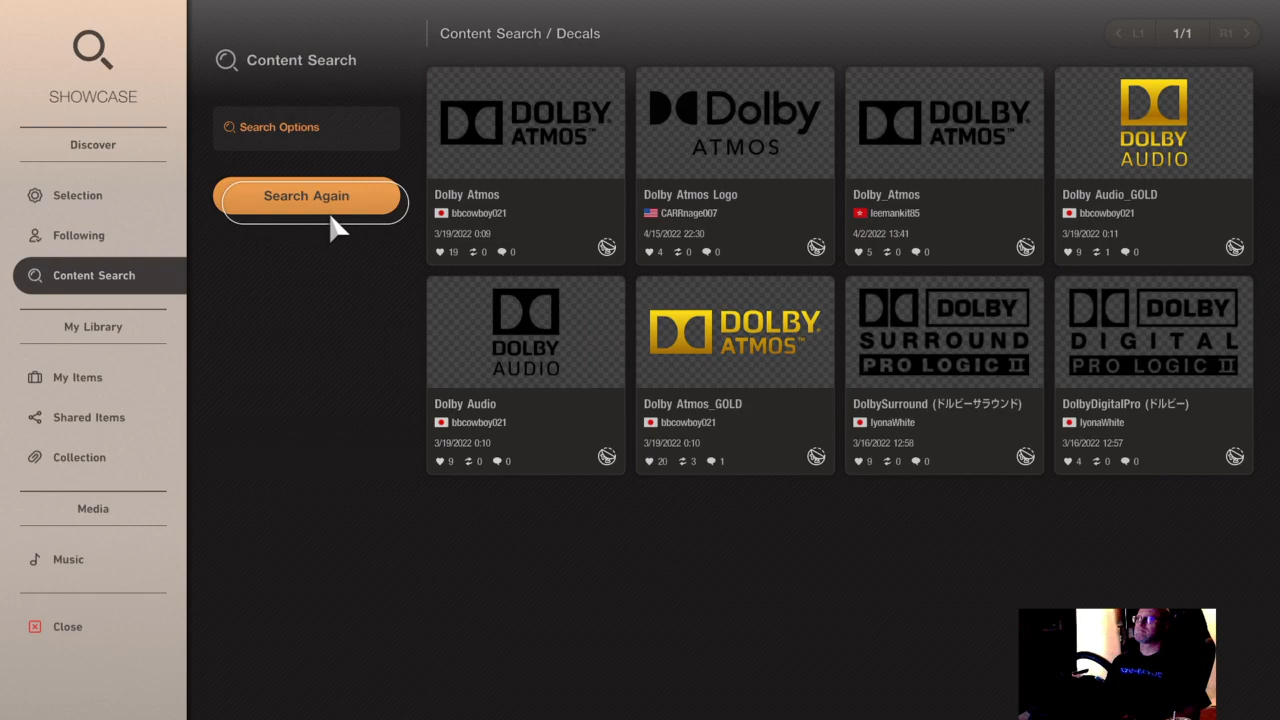 SHOWCASE
Discover
Selection
Following
Content Search
My Library
My Items
Shared Items
Collection
Media
Music
Close
Content Search
Search Options
Search Again
Content Search / Decals
L1 1/1 R1
DOLBY
ATMOS™
Dolby Atmos
bbcowboy021
3/19/2022 0:09
19 0 0
Dolby
ATMOS
Dolby Atmos Logo
CARRnage007
4/15/2022 22:30
4 0 0
DOLBY
ATMOS™
Dolby_Atmos
leemankit85
4/2/2022 13:41
5 0 0
DOLBY
AUDIO
Dolby Audio_GOLD
bbcowboy021
3/19/2022 0:11
9 1 0
DOLBY
AUDIO
Dolby Audio
bbcowboy021
3/19/2022 0:10
9 0 0
DOLBY
ATMOS™
Dolby Atmos_GOLD
bbcowboy021
3/19/2022 0:10
20 3 1
DOLBY
SURROUND
PRO LOGIC II
DolbySurround (ドルビーサラウンド)
IyonaWhite
3/16/2022 12:58
9 0 0
DOLBY
DIGITAL
PRO LOGIC II
DolbyDigitalPro (ドルビー)
IyonaWhite
3/16/2022 12:57
4 0 0